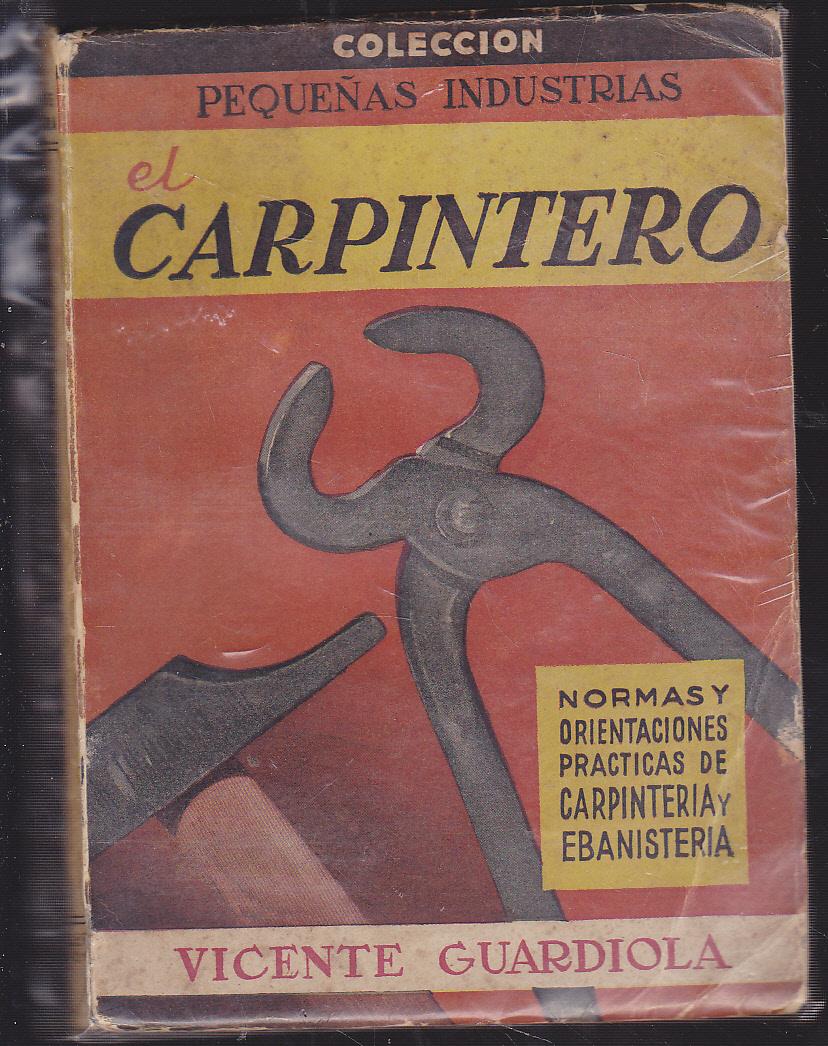 COLECCION
PEQUEÑAS INDUSTRIAS
el
CARPINTERO
NORMAS Y
ORIENTACIONES
PRACTICAS DE
CARPINTERIA Y
EBANISTERIA
VICENTE GUARDIOLA